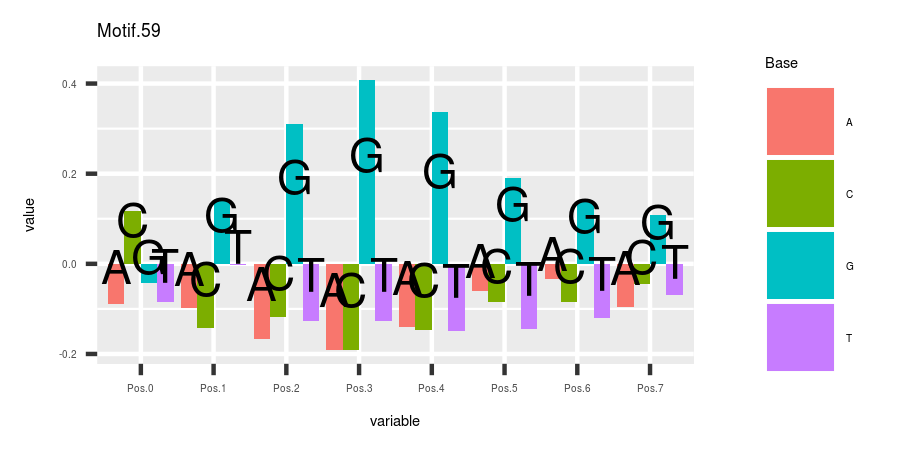 Motif.59
value
0.4
0.2
0.0
-0.2
A C G T A C G T A C G T A C G T A C G T A C G T A C G T A C G T
Pos.0 Pos.1 Pos.2 Pos.3 Pos.4 Pos.5 Pos.6 Pos.7
variable
Base
A
C
G
T